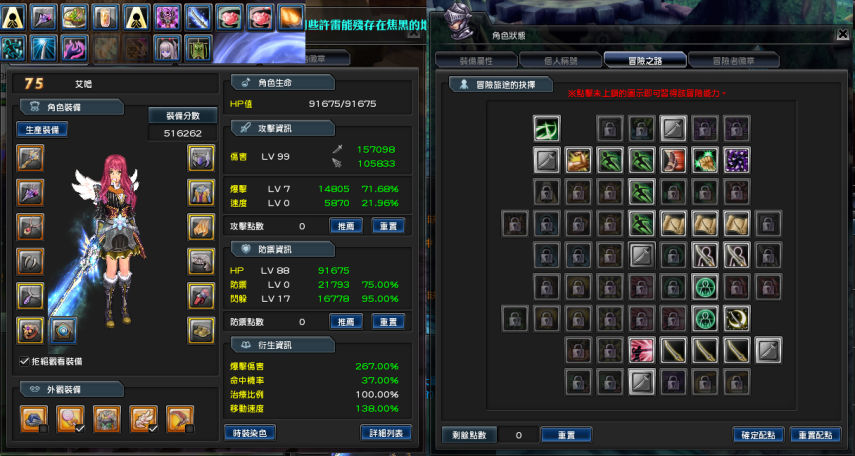 些許雷能殘存在焦黑的地
75 艾嗆
角色裝備
裝備分數
生產裝備
516262
拒絕觀看裝備
外觀裝備
角色生命
HP值 91675/91675
攻擊資訊
傷害 LV 99 157098
105833
爆擊 LV 7 14805 71.68%
速度 LV 0 5870 21.96%
攻擊點數 0 推薦 重置
防禦資訊
HP LV 88 91675
防禦 LV 0 21793 75.00%
閃躲 LV 17 16778 95.00%
防禦點數 0 推薦 重置
衍生資訊
爆擊傷害 267.00%
命中機率 37.00%
治療比例 100.00%
移動速度 138.00%
時裝染色 詳細列表
角色狀態
裝備屬性 個人稱號 冒險之路 冒險者徽章
冒險旅途的抉擇
※點擊未上鎖的圖示即可習得該冒險能力。
剩餘點數 0 重置 確定配點 重置配點